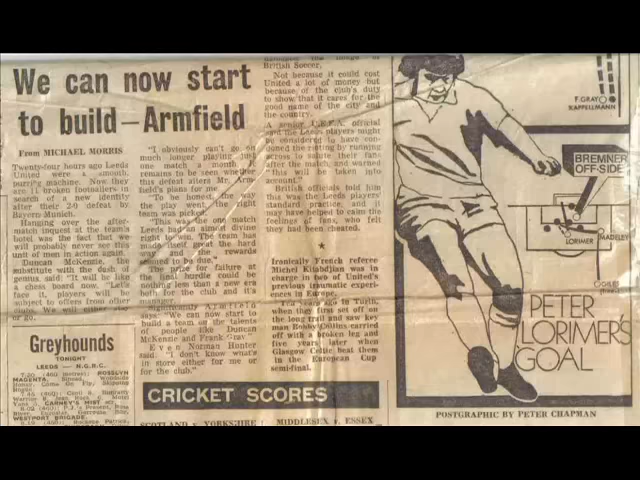 We can now start
to build — Armfield
From MICHAEL MORRIS
Twenty-four hours ago Leeds
United were a smooth,
purring machine. Now they
are 11 broken footballers in
search of a new identity
after their 2-0 defeat by
Bayern Munich.
Hanging over the after-
match inquest at the team's
hotel was the fact that we
will probably never see this
unit of men in action again.
Duncan McKenzie, the
substitute with the dash of
genius, said: "It will be like
a chess board now. Let's
face it, players will be
subject to offers from other
clubs. We will either
or go.
Greyhounds
TONIGHT
LEEDS — N.G.R.C.
"I obviously can't go on
much longer playing just
one match a month. It
remains to be seen whether
this defeat alters Mr.
field's plans for me.
"To be honest, the way
the play went, the right
team was picked.
"This was the one match
Leeds had an almost divine
right to win. The team has
got itself great the hard
way and the rewards
seemed to be due."
The price for failure at
the final hurdle could be
nothing less than a new era
both for the club and its
manager.
Significantly Armfield
says: "We can now start to
build a team on the talents
of people like Duncan
McKenzie and Frank Gray."
Even Norman Hunter
said: "I don't know what's
in store either for me or
for the club."
British Soccer.
Not because it could cost
United a lot of money but
because of the club's duty
to show that it cares for the
good name of the city and
the country.
A senior official
said the Leeds players might
be considered to have con-
doned the rioting by running
across to salute their fans
after the match, and warned:
"this will be taken into
account."
British officials told him
this was the Leeds players'
standard practice, and it
may have helped to calm the
feelings of fans, who felt
they had been cheated.
★
Ironically French referee
Michel Kitabdjian was in
charge in two of United's
previous traumatic experi-
ences in Europe.
Ten years ago in Turin,
when they first set off on
the long trail and saw key
man Bobby Collins carried
off with a broken leg and
five years later when
Glasgow Celtic beat them
in the European Cup
semi-final.
CRICKET SCORES
SCOTLAND v. YORKSHIRE
MIDDLESEX v. ESSEX
F. GRAY
RAPPELLMANN
BREMNER
OFF-SIDE
LORIMER
MADELEY
PETER
LORIMER'S
GOAL
POSTGRAPHIC BY PETER CHAPMAN